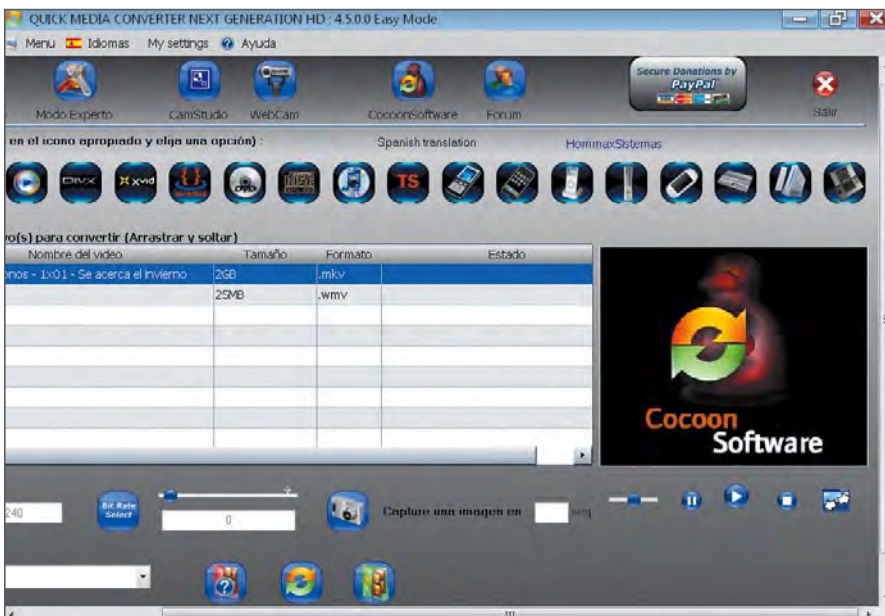 QUICK MEDIA CONVERTER NEXT GENERATION HD : 4.5.0.0 Easy Mode
Menu Idiomas My settings Ayuda
Secure Donations by
PayPal
Modo Experto CamStudio WebCam CocoonSoftware Forum Salir
en el icono apropiado y elija una opción) : Spanish translation HommaxSistemas
DIVX Xvid DVD TS
vo(s) para convertir (Arrastrar y soltar)
Nombre del video Tamaño Formato Estado
onos - 1x01 - Se acerca el invierno 2GB .mkv
25MB .wmv
Cocoon
Software
240 Bit Rate
Select 0 Capture una imagen en